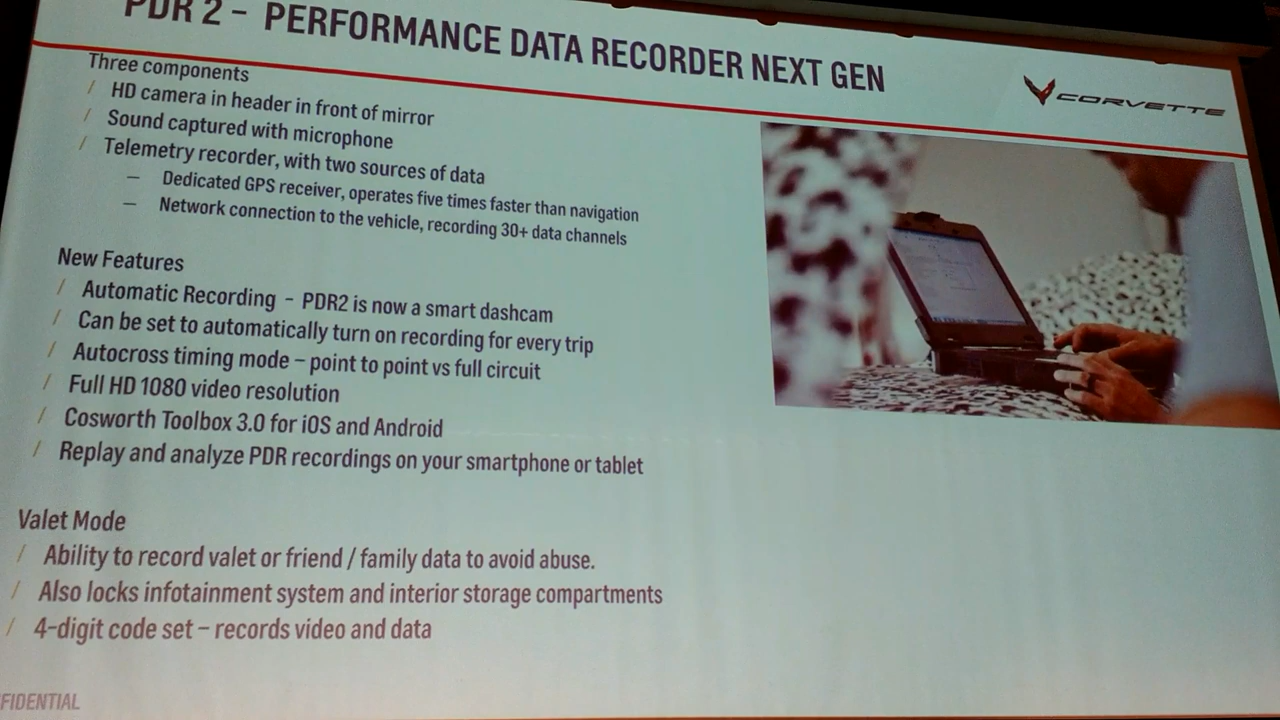 PDR 2 - PERFORMANCE DATA RECORDER NEXT GEN
CORVETTE
Three components
/ HD camera in header in front of mirror
/ Sound captured with microphone
/ Telemetry recorder, with two sources of data
– Dedicated GPS receiver, operates five times faster than navigation
– Network connection to the vehicle, recording 30+ data channels
New Features
/ Automatic Recording - PDR2 is now a smart dashcam
/ Can be set to automatically turn on recording for every trip
/ Autocross timing mode – point to point vs full circuit
/ Full HD 1080 video resolution
/ Cosworth Toolbox 3.0 for iOS and Android
/ Replay and analyze PDR recordings on your smartphone or tablet
Valet Mode
/ Ability to record valet or friend / family data to avoid abuse.
/ Also locks infotainment system and interior storage compartments
/ 4-digit code set – records video and data
FIDENTIAL